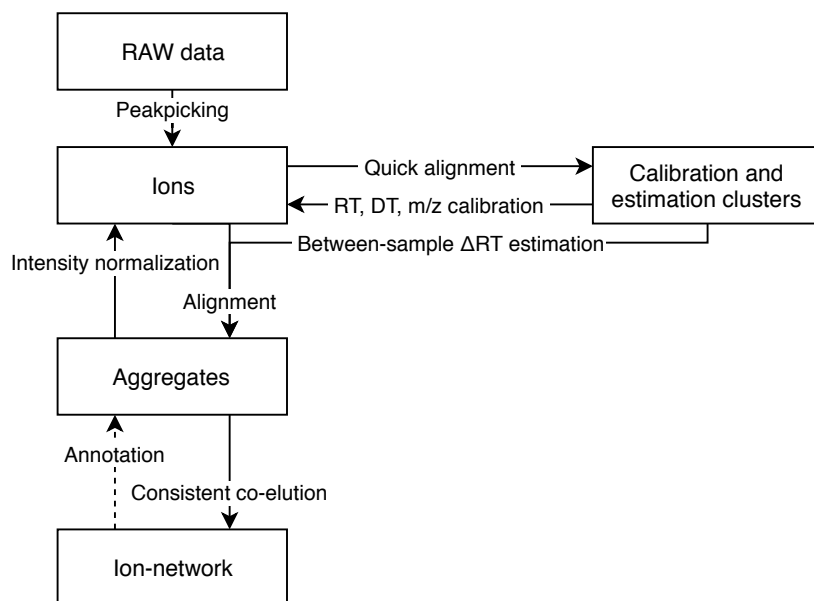 RAW data
Peakpicking
Ions
Quick alignment
Calibration and
estimation clusters
RT, DT, m/z calibration
Between-sample ΔRT estimation
Intensity normalization
Alignment
Aggregates
Annotation
Consistent co-elution
Ion-network